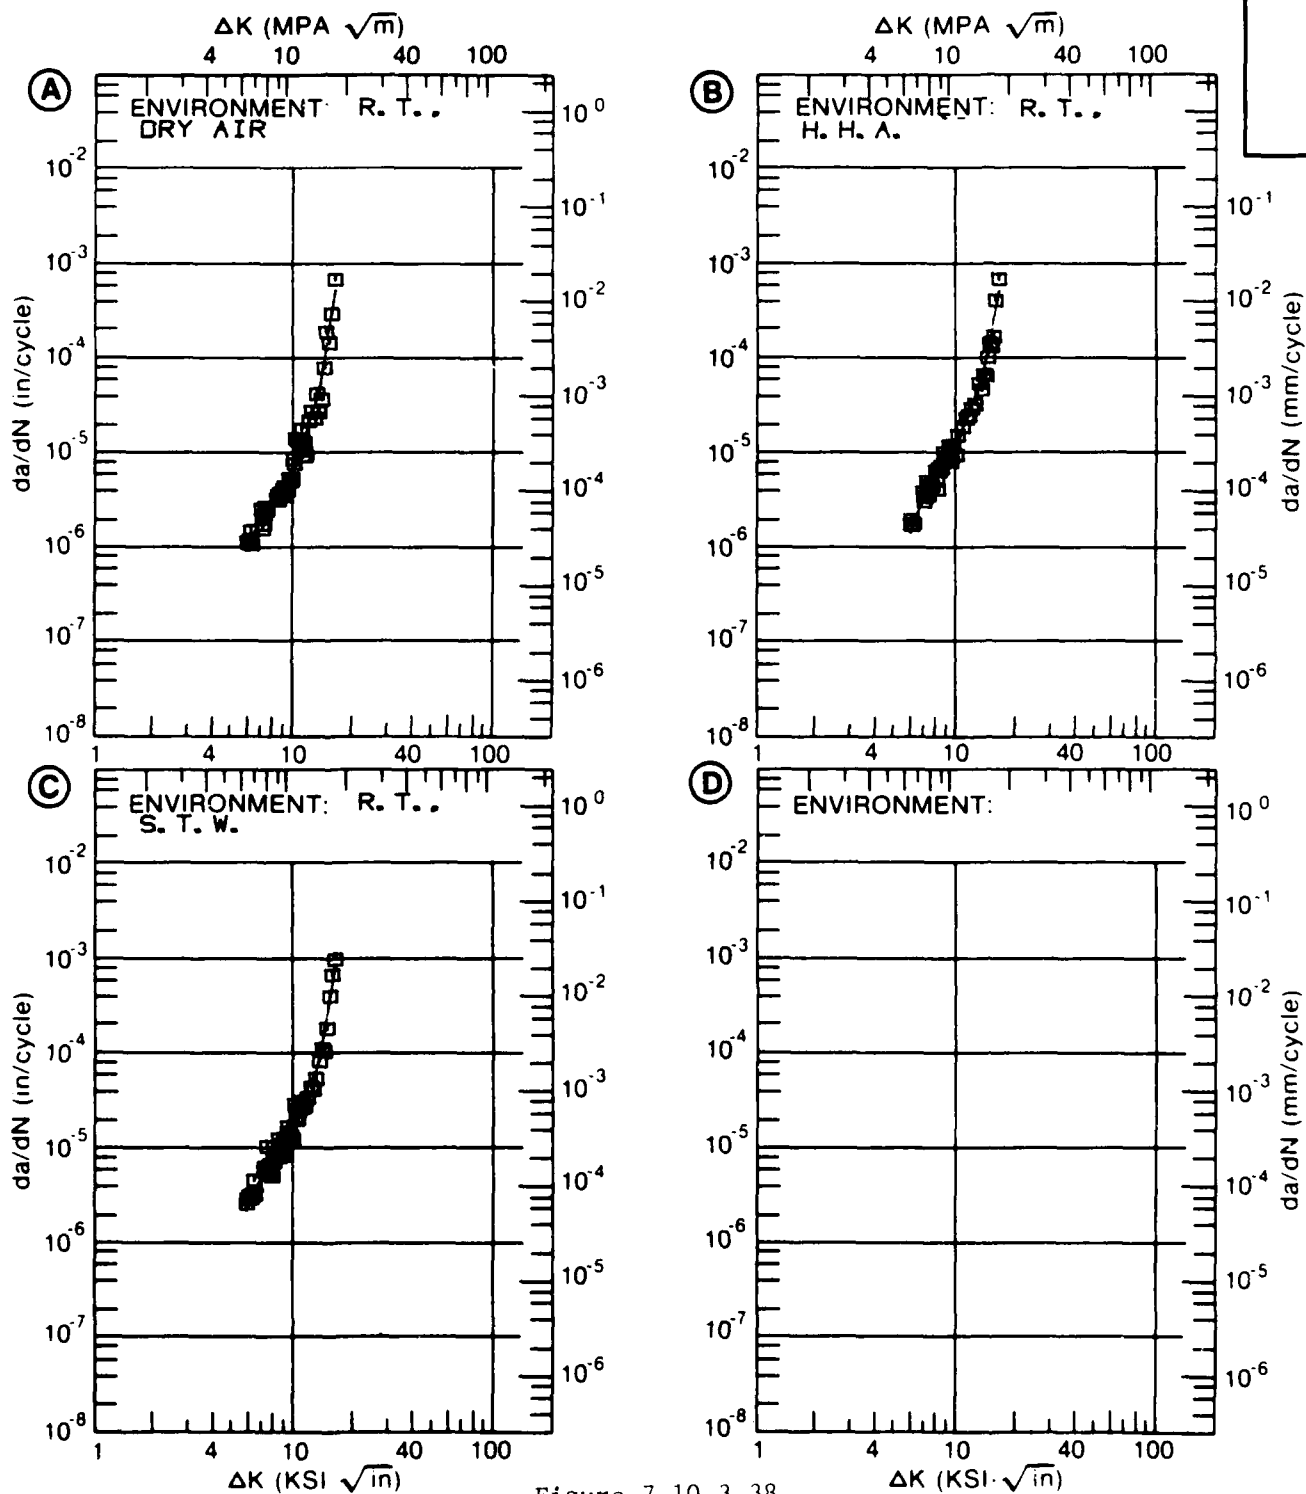 ΔK (MPA √m)
4 10 40 100
ΔK (MPA √m)
4 10 40 100
A
ENVIRONMENT: R. T.,
DRY AIR
10^-2
10^-3
10^-4
10^-5
10^-6
10^-7
10^-8
da/dN (in/cycle)
10^0
10^-1
10^-2
10^-3
10^-4
10^-5
10^-6
1 4 10 40 100
B
ENVIRONMENT: R. T.,
H. H. A.
10^-2
10^-3
10^-4
10^-5
10^-6
10^-7
10^-8
10^-1
10^-2
10^-3
10^-4
10^-5
10^-6
da/dN (mm/cycle)
1 4 10 40 100
C
ENVIRONMENT: R. T.,
S. T. W.
10^-2
10^-3
10^-4
10^-5
10^-6
10^-7
10^-8
da/dN (in/cycle)
10^0
10^-1
10^-2
10^-3
10^-4
10^-5
10^-6
1 4 10 40 100
ΔK (KSI √in)
D
ENVIRONMENT:
10^-2
10^-3
10^-4
10^-5
10^-6
10^-7
10^-8
10^0
10^-1
10^-2
10^-3
10^-4
10^-5
10^-6
da/dN (mm/cycle)
1 4 10 40 100
ΔK (KSI· √in)
Figure 7.10.3.38